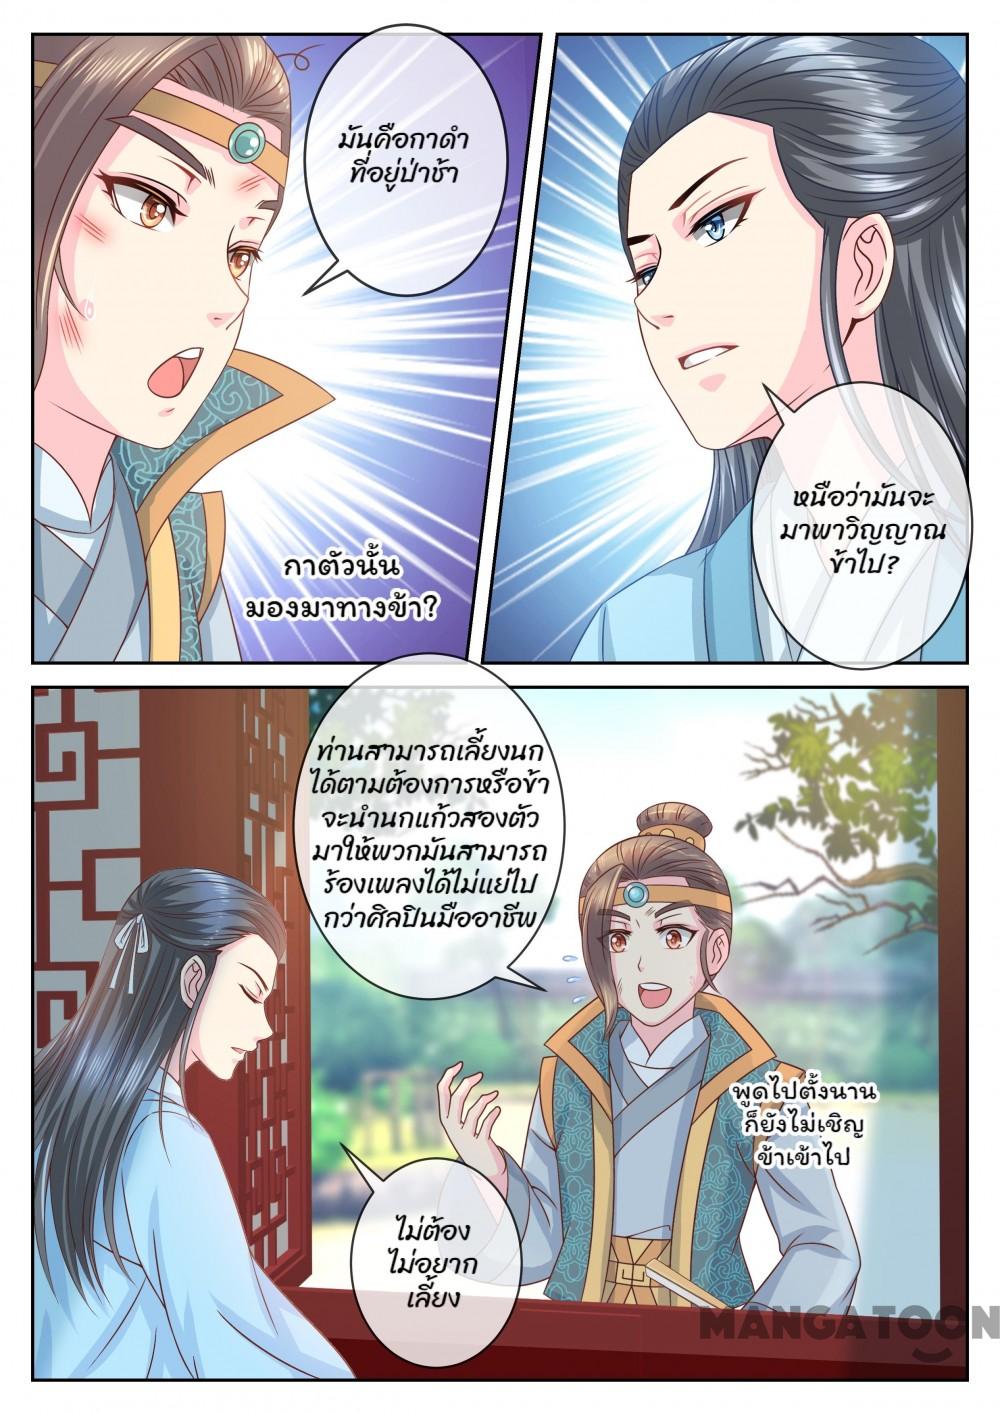 มันคือกาดำ
ที่อยู่ป่าช้า
กาตัวนั้น
มองมาทางข้า?
หนือว่ามันจะ
มาพาวิญญาณ
ข้าไป?
ท่านสามารถเลี้ยงนก
ได้ตามต้องการหรือข้า
จะนำนกแก้วสองตัว
มาให้พวกมันสามารถ
ร้องเพลงได้ไม่แย่ไป
กว่าศิลปินมืออาชีพ
พูดไปตั้งนาน
ก็ยังไม่เชิญ
ข้าเข้าไป
ไม่ต้อง
ไม่อยาก
เลี้ยง
MANGATOON